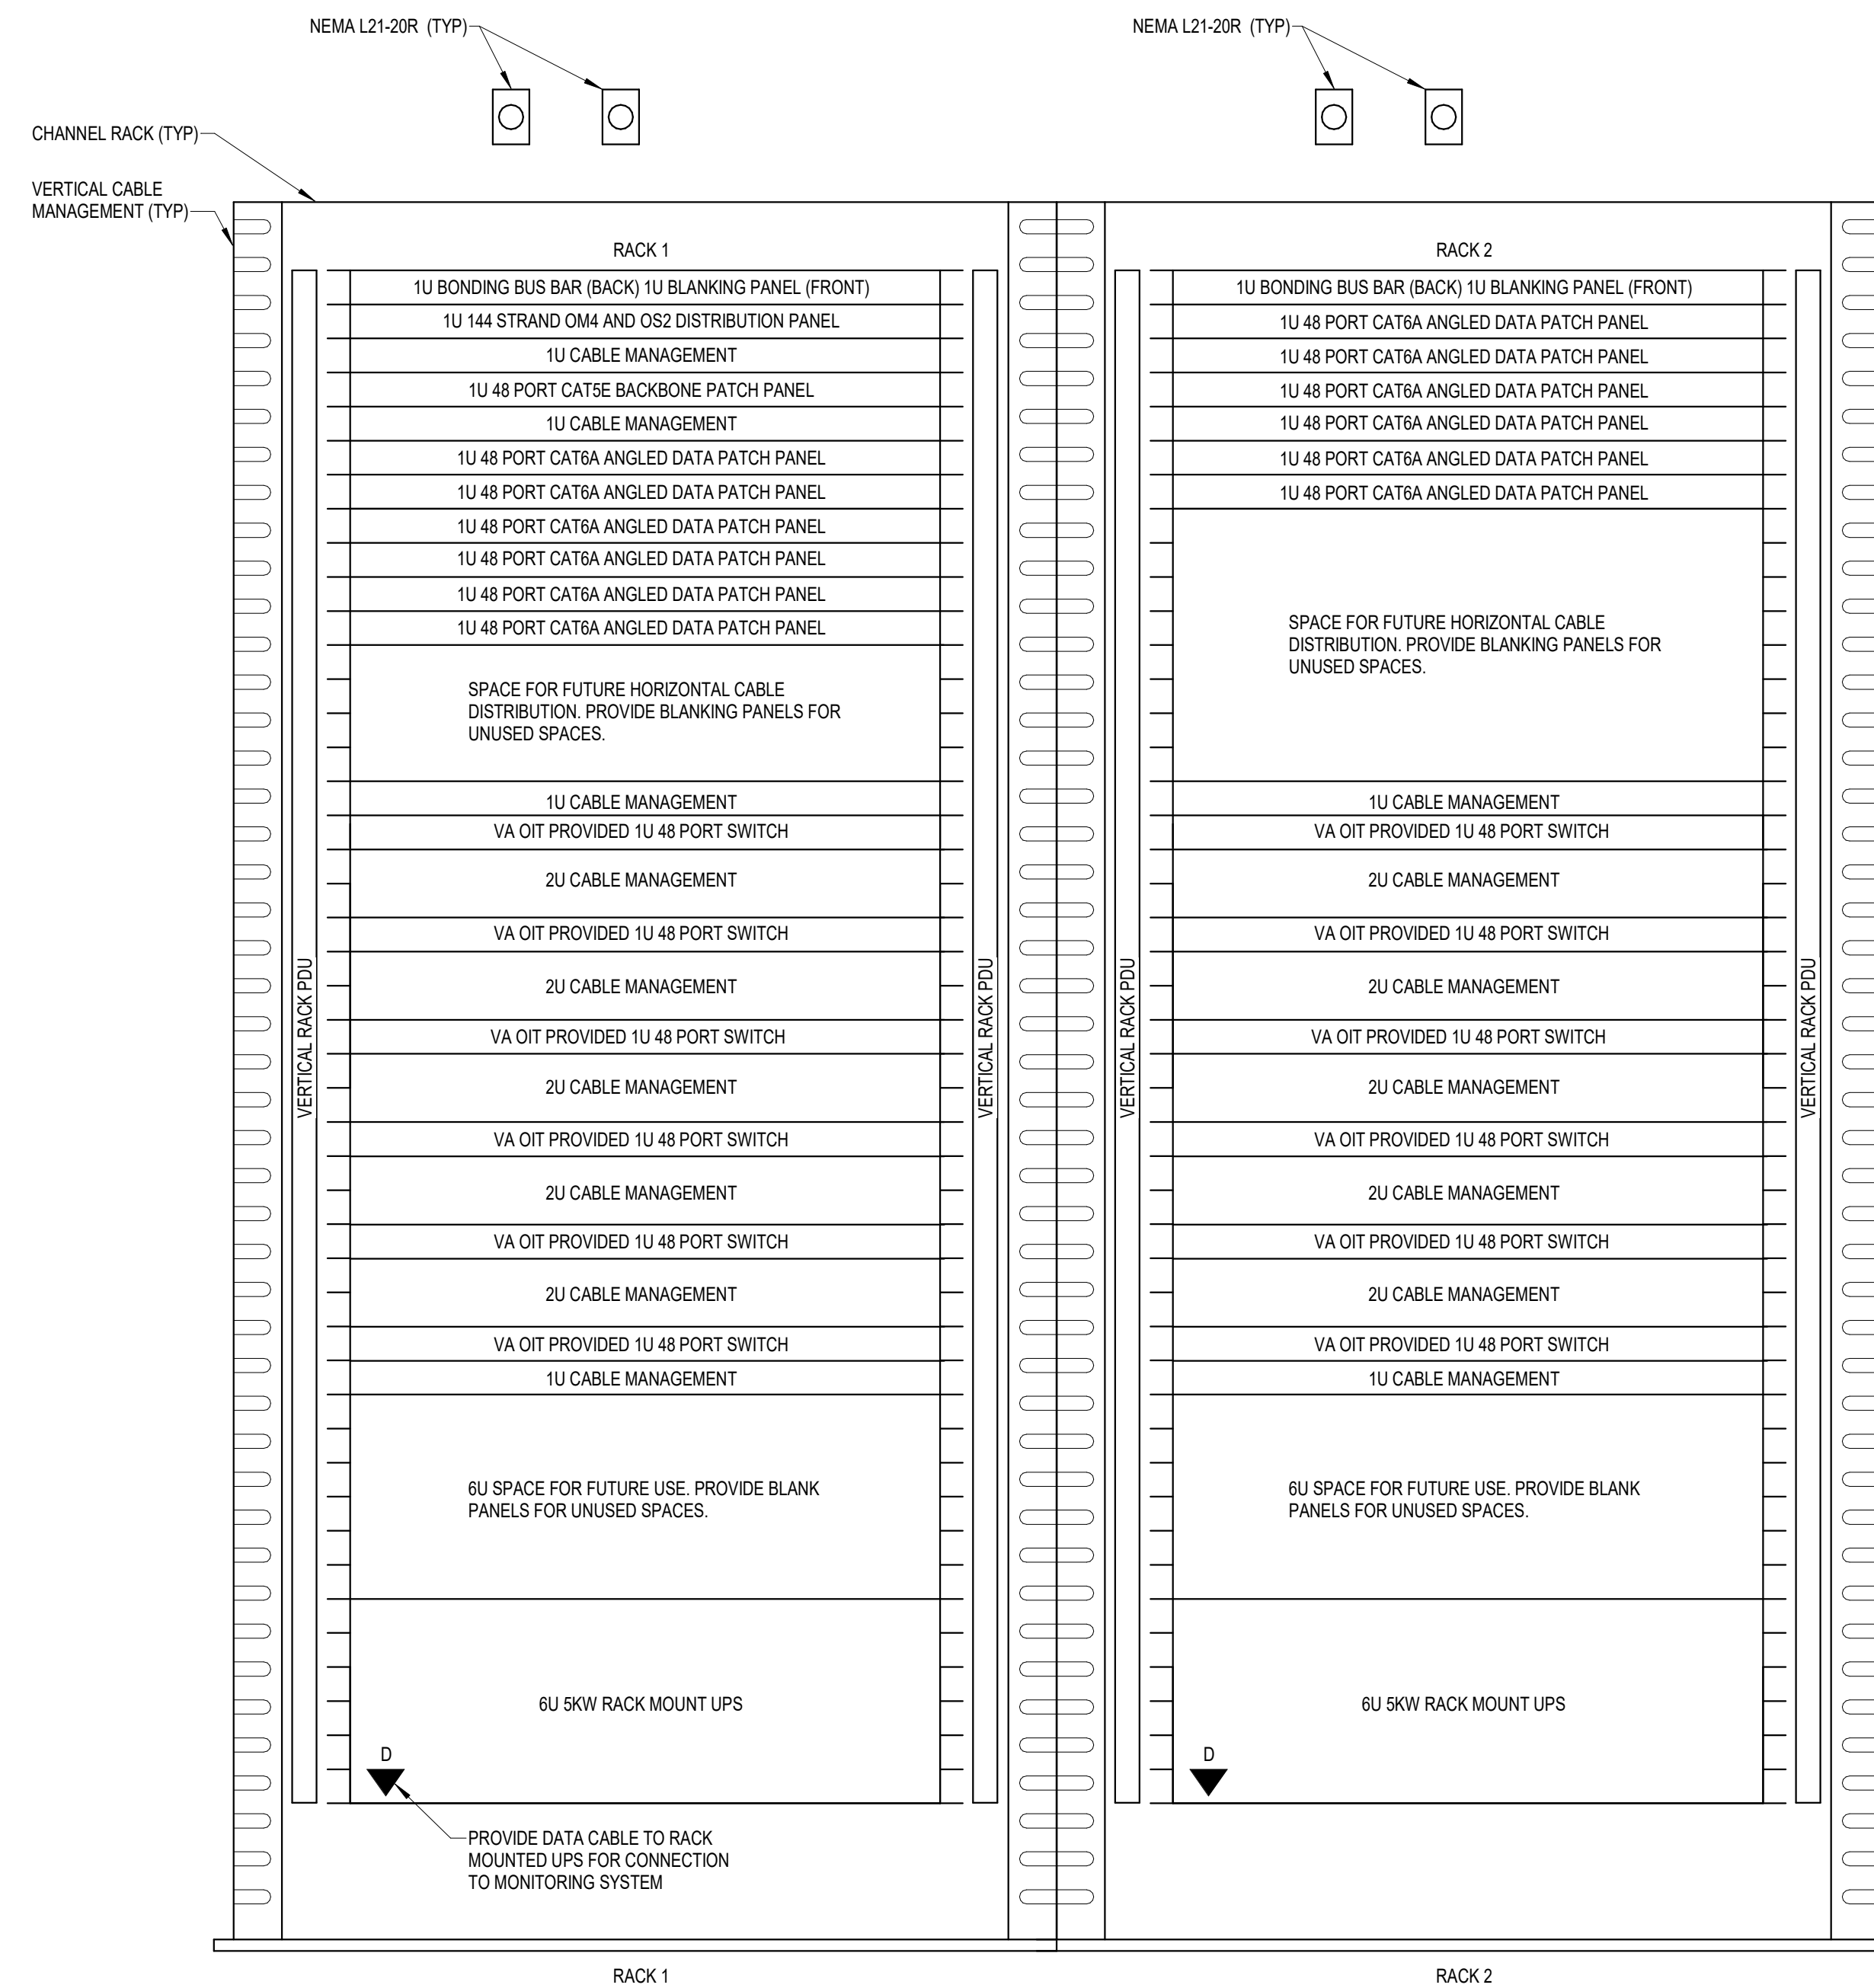 NEMA L21-20R (TYP)
NEMA L21-20R (TYP)
CHANNEL RACK (TYP)
VERTICAL CABLE
MANAGEMENT (TYP)
RACK 1
1U BONDING BUS BAR (BACK) 1U BLANKING PANEL (FRONT)
1U 144 STRAND OM4 AND OS2 DISTRIBUTION PANEL
1U CABLE MANAGEMENT
1U 48 PORT CAT5E BACKBONE PATCH PANEL
1U CABLE MANAGEMENT
1U 48 PORT CAT6A ANGLED DATA PATCH PANEL
1U 48 PORT CAT6A ANGLED DATA PATCH PANEL
1U 48 PORT CAT6A ANGLED DATA PATCH PANEL
1U 48 PORT CAT6A ANGLED DATA PATCH PANEL
1U 48 PORT CAT6A ANGLED DATA PATCH PANEL
1U 48 PORT CAT6A ANGLED DATA PATCH PANEL
SPACE FOR FUTURE HORIZONTAL CABLE
DISTRIBUTION. PROVIDE BLANKING PANELS FOR
UNUSED SPACES.
1U CABLE MANAGEMENT
VA OIT PROVIDED 1U 48 PORT SWITCH
2U CABLE MANAGEMENT
VA OIT PROVIDED 1U 48 PORT SWITCH
2U CABLE MANAGEMENT
VA OIT PROVIDED 1U 48 PORT SWITCH
2U CABLE MANAGEMENT
VA OIT PROVIDED 1U 48 PORT SWITCH
2U CABLE MANAGEMENT
VA OIT PROVIDED 1U 48 PORT SWITCH
2U CABLE MANAGEMENT
VA OIT PROVIDED 1U 48 PORT SWITCH
1U CABLE MANAGEMENT
6U SPACE FOR FUTURE USE. PROVIDE BLANK
PANELS FOR UNUSED SPACES.
6U 5KW RACK MOUNT UPS
D
VERTICAL RACK PDU
VERTICAL RACK PDU
PROVIDE DATA CABLE TO RACK
MOUNTED UPS FOR CONNECTION
TO MONITORING SYSTEM
RACK 1
RACK 2
1U BONDING BUS BAR (BACK) 1U BLANKING PANEL (FRONT)
1U 48 PORT CAT6A ANGLED DATA PATCH PANEL
1U 48 PORT CAT6A ANGLED DATA PATCH PANEL
1U 48 PORT CAT6A ANGLED DATA PATCH PANEL
1U 48 PORT CAT6A ANGLED DATA PATCH PANEL
1U 48 PORT CAT6A ANGLED DATA PATCH PANEL
1U 48 PORT CAT6A ANGLED DATA PATCH PANEL
SPACE FOR FUTURE HORIZONTAL CABLE
DISTRIBUTION. PROVIDE BLANKING PANELS FOR
UNUSED SPACES.
1U CABLE MANAGEMENT
VA OIT PROVIDED 1U 48 PORT SWITCH
2U CABLE MANAGEMENT
VA OIT PROVIDED 1U 48 PORT SWITCH
2U CABLE MANAGEMENT
VA OIT PROVIDED 1U 48 PORT SWITCH
2U CABLE MANAGEMENT
VA OIT PROVIDED 1U 48 PORT SWITCH
2U CABLE MANAGEMENT
VA OIT PROVIDED 1U 48 PORT SWITCH
2U CABLE MANAGEMENT
VA OIT PROVIDED 1U 48 PORT SWITCH
1U CABLE MANAGEMENT
6U SPACE FOR FUTURE USE. PROVIDE BLANK
PANELS FOR UNUSED SPACES.
6U 5KW RACK MOUNT UPS
D
VERTICAL RACK PDU
VERTICAL RACK PDU
RACK 2